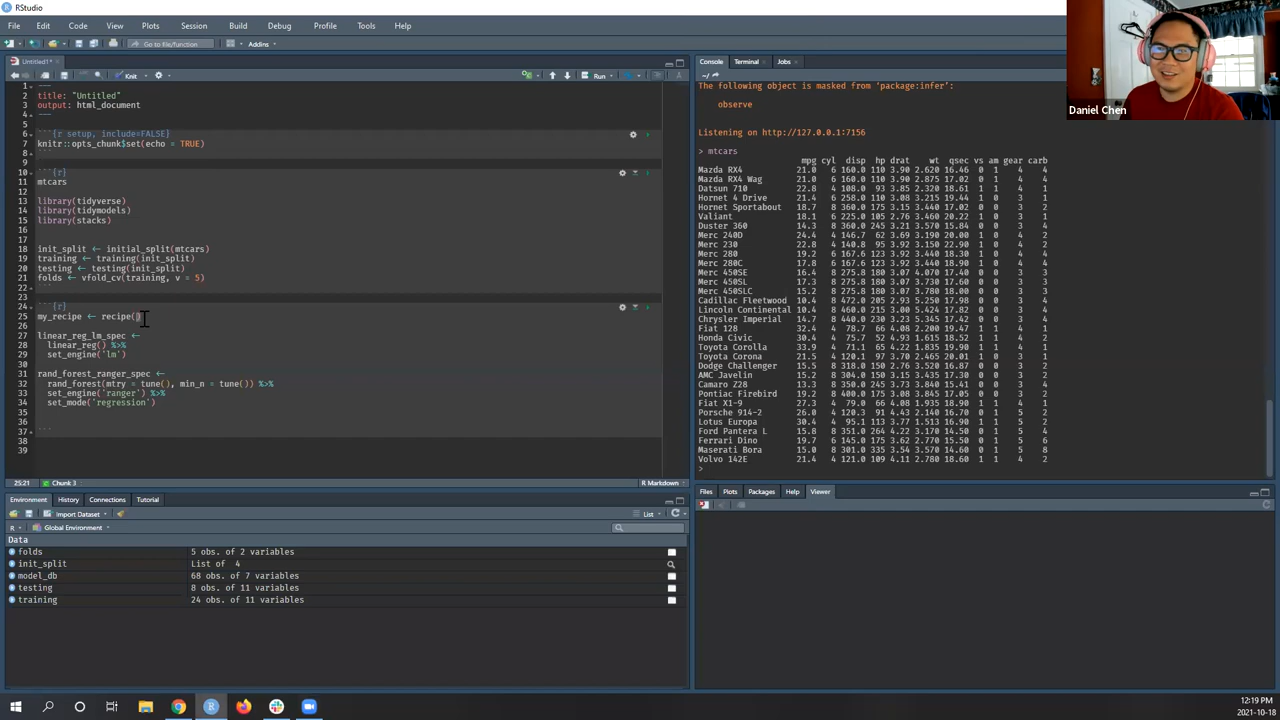 RStudio
File Edit Code View Plots Session Build Debug Profile Tools Help
Go to file/function Addins
Untitled1*
Knit Run
1 ---
2 title: "Untitled"
3 output: html_document
4 ---
5
6 ```{r setup, include=FALSE}
7 knitr::opts_chunk$set(echo = TRUE)
8 ```
9
10 ```{r}
11 mtcars
12
13 library(tidyverse)
14 library(tidymodels)
15 library(stacks)
16
17
18 init_split <- initial_split(mtcars)
19 training <- training(init_split)
20 testing <- testing(init_split)
21 folds <- vfold_cv(training, v = 5)
22 ```
23
24 ```{r}
25 my_recipe <- recipe()
26
27 linear_reg_lm_spec <-
28 linear_reg() %>%
29 set_engine('lm')
30
31 rand_forest_ranger_spec <-
32 rand_forest(mtry = tune(), min_n = tune()) %>%
33 set_engine('ranger') %>%
34 set_mode('regression')
35
36
37 ```
38
39
25:21 Chunk 3 R Markdown
Environment History Connections Tutorial
Import Dataset List
R Global Environment
Data
folds 5 obs. of 2 variables
init_split List of 4
model_db 68 obs. of 7 variables
testing 8 obs. of 11 variables
training 24 obs. of 11 variables
Console Terminal Jobs
~/
The following object is masked from 'package:infer':
observe
Listening on http://127.0.0.1:7156
> mtcars
mpg cyl disp hp drat wt qsec vs am gear carb
Mazda RX4 21.0 6 160.0 110 3.90 2.620 16.46 0 1 4 4
Mazda RX4 Wag 21.0 6 160.0 110 3.90 2.875 17.02 0 1 4 4
Datsun 710 22.8 4 108.0 93 3.85 2.320 18.61 1 1 4 1
Hornet 4 Drive 21.4 6 258.0 110 3.08 3.215 19.44 1 0 3 1
Hornet Sportabout 18.7 8 360.0 175 3.15 3.440 17.02 0 0 3 2
Valiant 18.1 6 225.0 105 2.76 3.460 20.22 1 0 3 1
Duster 360 14.3 8 360.0 245 3.21 3.570 15.84 0 0 3 4
Merc 240D 24.4 4 146.7 62 3.69 3.190 20.00 1 0 4 2
Merc 230 22.8 4 140.8 95 3.92 3.150 22.90 1 0 4 2
Merc 280 19.2 6 167.6 123 3.92 3.440 18.30 1 0 4 4
Merc 280C 17.8 6 167.6 123 3.92 3.440 18.90 1 0 4 4
Merc 450SE 16.4 8 275.8 180 3.07 4.070 17.40 0 0 3 3
Merc 450SL 17.3 8 275.8 180 3.07 3.730 17.60 0 0 3 3
Merc 450SLC 15.2 8 275.8 180 3.07 3.780 18.00 0 0 3 3
Cadillac Fleetwood 10.4 8 472.0 205 2.93 5.250 17.98 0 0 3 4
Lincoln Continental 10.4 8 460.0 215 3.00 5.424 17.82 0 0 3 4
Chrysler Imperial 14.7 8 440.0 230 3.23 5.345 17.42 0 0 3 4
Fiat 128 32.4 4 78.7 66 4.08 2.200 19.47 1 1 4 1
Honda Civic 30.4 4 75.7 52 4.93 1.615 18.52 1 1 4 2
Toyota Corolla 33.9 4 71.1 65 4.22 1.835 19.90 1 1 4 1
Toyota Corona 21.5 4 120.1 97 3.70 2.465 20.01 1 0 3 1
Dodge Challenger 15.5 8 318.0 150 2.76 3.520 16.87 0 0 3 2
AMC Javelin 15.2 8 304.0 150 3.15 3.435 17.30 0 0 3 2
Camaro Z28 13.3 8 350.0 245 3.73 3.840 15.41 0 0 3 4
Pontiac Firebird 19.2 8 400.0 175 3.08 3.845 17.05 0 0 3 2
Fiat X1-9 27.3 4 79.0 66 4.08 1.935 18.90 1 1 4 1
Porsche 914-2 26.0 4 120.3 91 4.43 2.140 16.70 0 1 5 2
Lotus Europa 30.4 4 95.1 113 3.77 1.513 16.90 1 1 5 2
Ford Pantera L 15.8 8 351.0 264 4.22 3.170 14.50 0 1 5 4
Ferrari Dino 19.7 6 145.0 175 3.62 2.770 15.50 0 1 5 6
Maserati Bora 15.0 8 301.0 335 3.54 3.570 14.60 0 1 5 8
Volvo 142E 21.4 4 121.0 109 4.11 2.780 18.60 1 1 4 2
>
Files Plots Packages Help Viewer
Daniel Chen
12:19 PM
2021-10-18